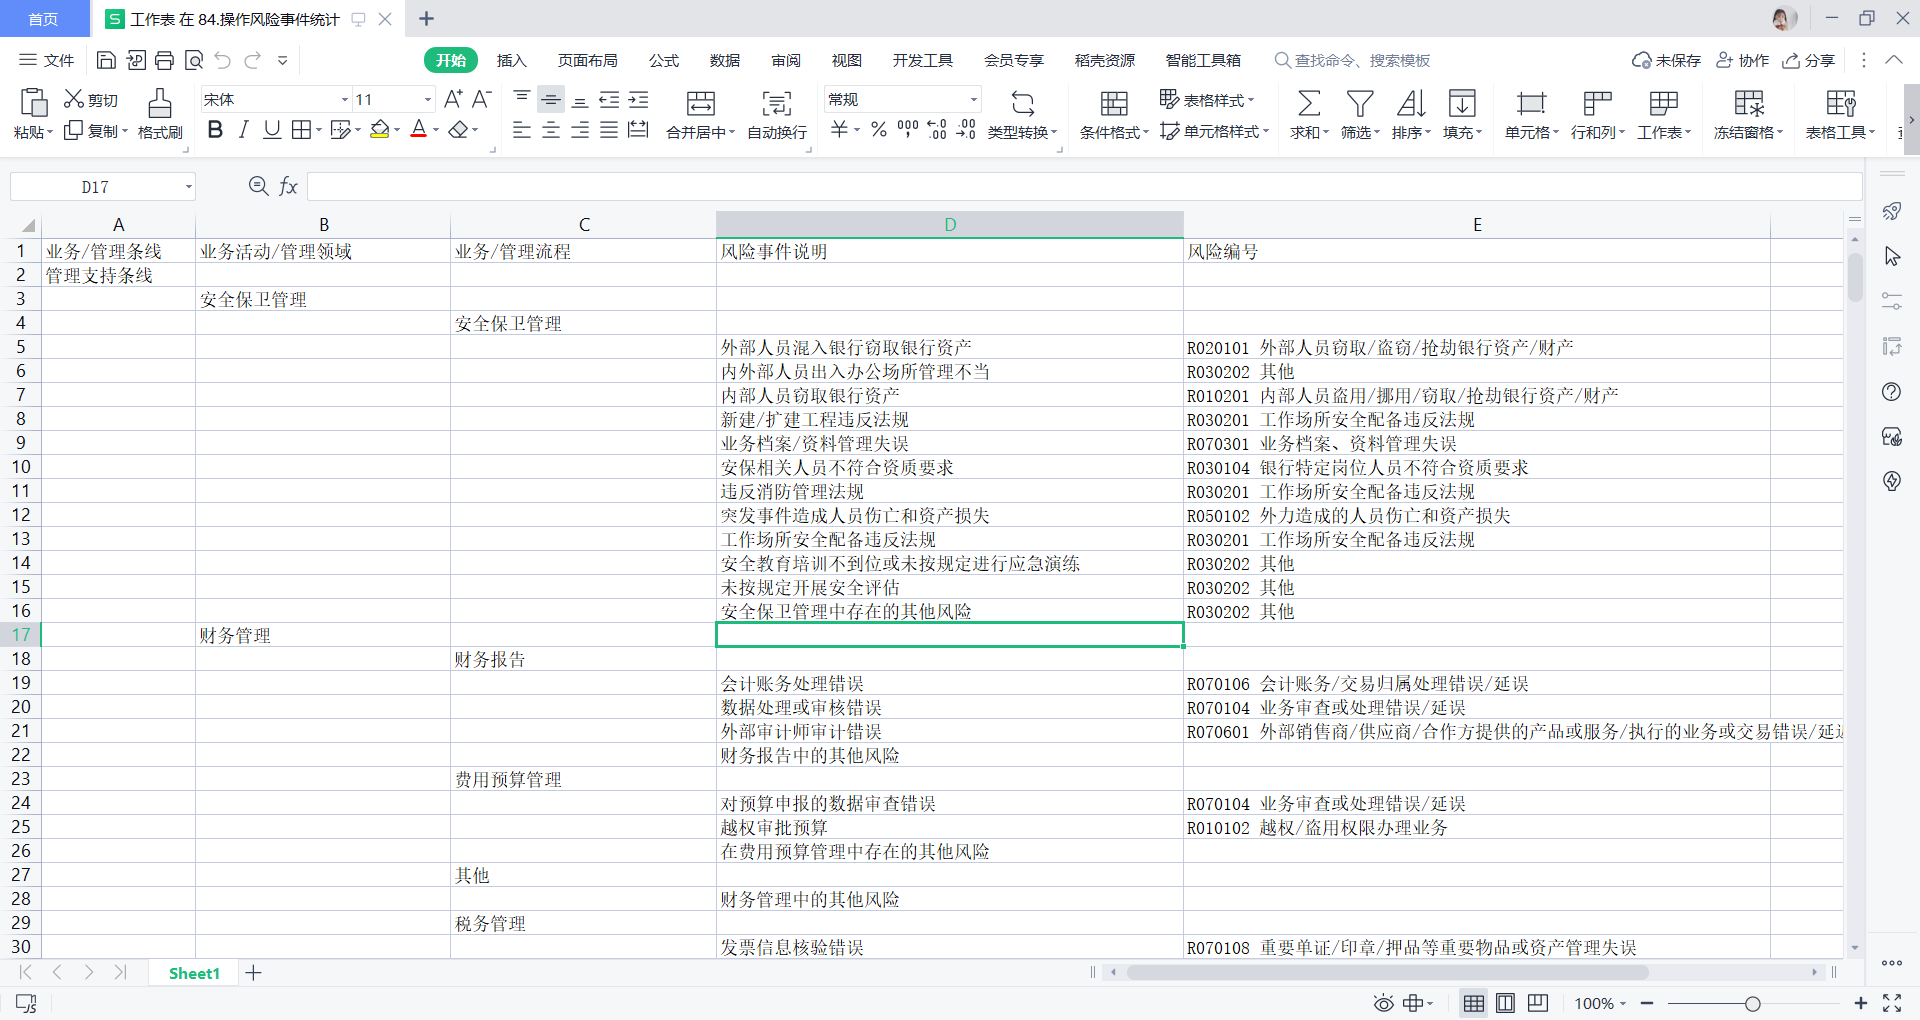 首页 工作表 在 84.操作风险事件统计
文件 开始 插入 页面布局 公式 数据 审阅 视图 开发工具 会员专享 稻壳资源 智能工具箱 查找命令、搜索模板 未保存 协作 分享
剪切 宋体 11 A+ A- 常规 表格样式
粘贴 复制 格式刷 B I U A 合并居中 自动换行 ¥ % 000 类型转换 条件格式 单元格样式 求和 筛选 排序 填充 单元格 行和列 工作表 冻结窗格 表格工具
D17 fx
A B C D E
1 业务/管理条线 业务活动/管理领域 业务/管理流程 风险事件说明 风险编号
2 管理支持条线
3 安全保卫管理
4 安全保卫管理
5 外部人员混入银行窃取银行资产 R020101 外部人员窃取/盗窃/抢劫银行资产/财产
6 内外部人员出入办公场所管理不当 R030202 其他
7 内部人员窃取银行资产 R010201 内部人员盗用/挪用/窃取/抢劫银行资产/财产
8 新建/扩建工程违反法规 R030201 工作场所安全配备违反法规
9 业务档案/资料管理失误 R070301 业务档案、资料管理失误
10 安保相关人员不符合资质要求 R030104 银行特定岗位人员不符合资质要求
11 违反消防管理法规 R030201 工作场所安全配备违反法规
12 突发事件造成人员伤亡和资产损失 R050102 外力造成的人员伤亡和资产损失
13 工作场所安全配备违反法规 R030201 工作场所安全配备违反法规
14 安全教育培训不到位或未按规定进行应急演练 R030202 其他
15 未按规定开展安全评估 R030202 其他
16 安全保卫管理中存在的其他风险 R030202 其他
17 财务管理
18 财务报告
19 会计账务处理错误 R070106 会计账务/交易归属处理错误/延误
20 数据处理或审核错误 R070104 业务审查或处理错误/延误
21 外部审计师审计错误 R070601 外部销售商/供应商/合作方提供的产品或服务/执行的业务或交易错误/延
22 财务报告中的其他风险
23 费用预算管理
24 对预算申报的数据审查错误 R070104 业务审查或处理错误/延误
25 越权审批预算 R010102 越权/盗用权限办理业务
26 在费用预算管理中存在的其他风险
27 其他
28 财务管理中的其他风险
29 税务管理
30 发票信息核验错误 R070108 重要单证/印章/押品等重要物品或资产管理失误
Sheet1
100%